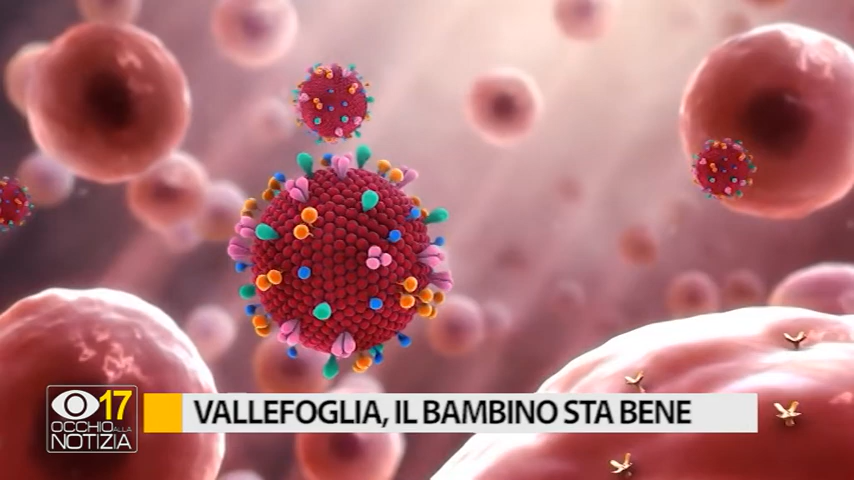 17
OCCHIO ALLA
NOTIZIA
VALLEFOGLIA, IL BAMBINO STA BENE